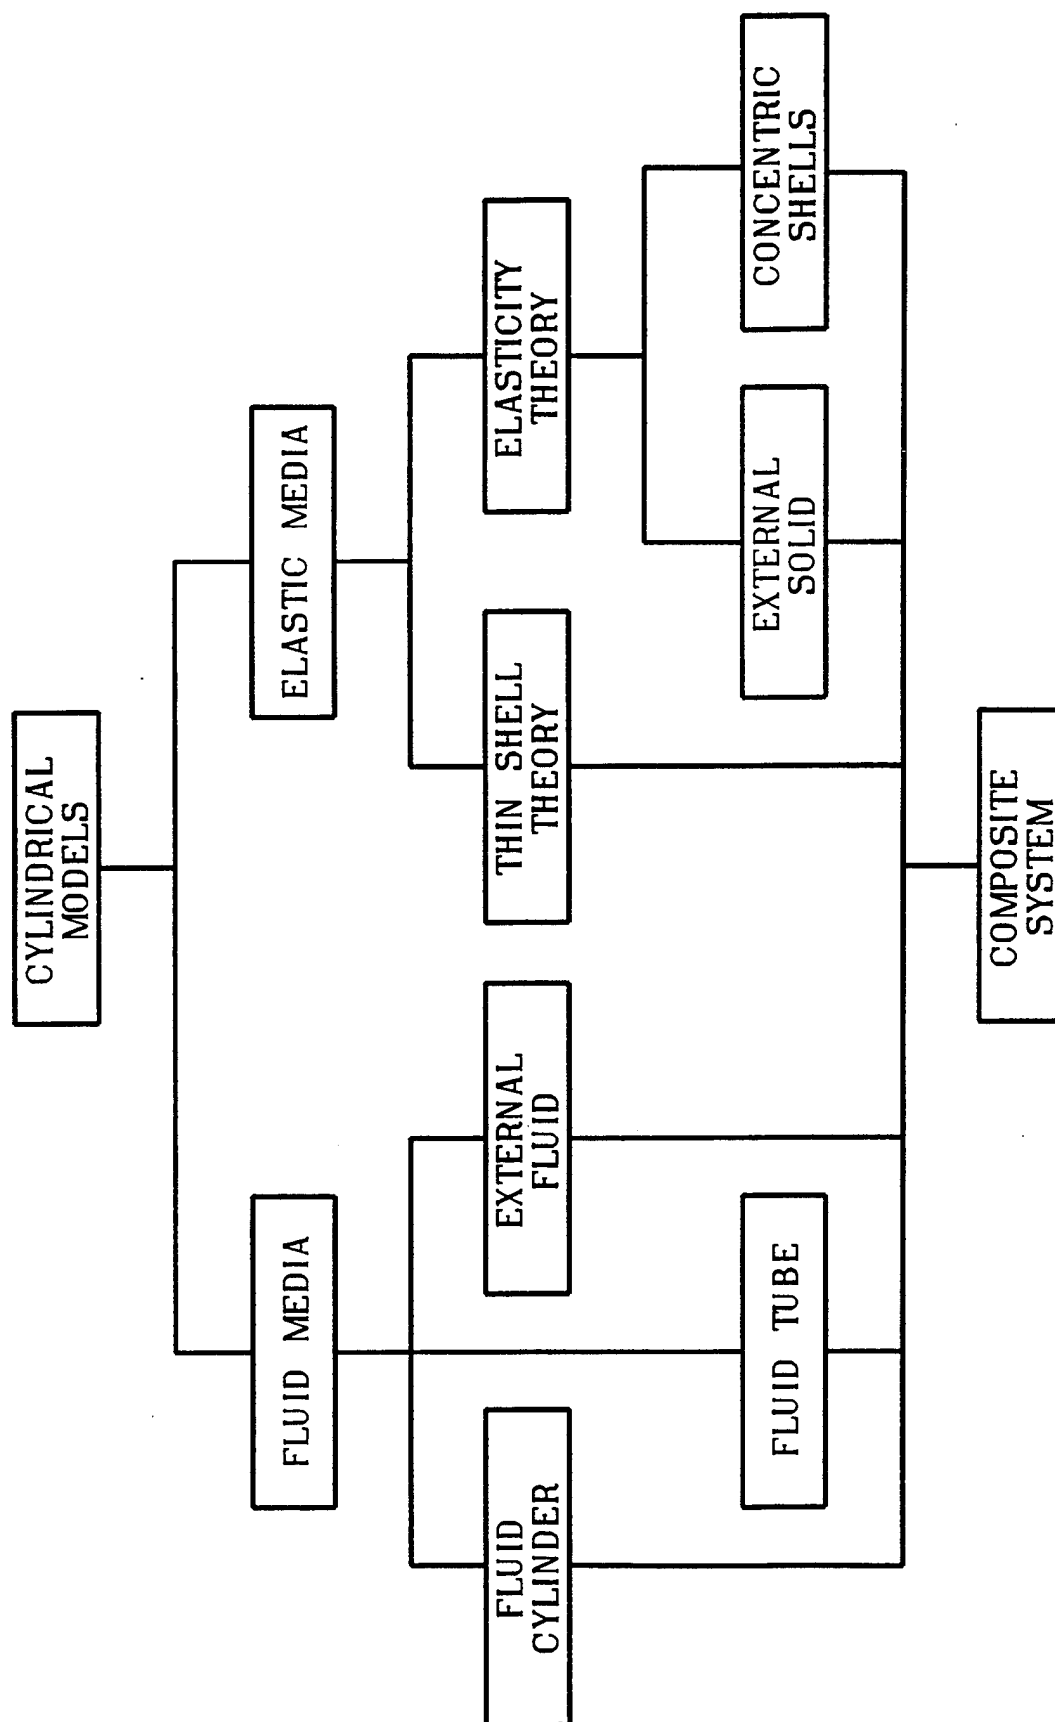 CYLINDRICAL
MODELS
FLUID MEDIA
ELASTIC MEDIA
FLUID
CYLINDER
EXTERNAL
FLUID
THIN SHELL
THEORY
ELASTICITY
THEORY
FLUID TUBE
EXTERNAL
SOLID
CONCENTRIC
SHELLS
COMPOSITE
SYSTEM